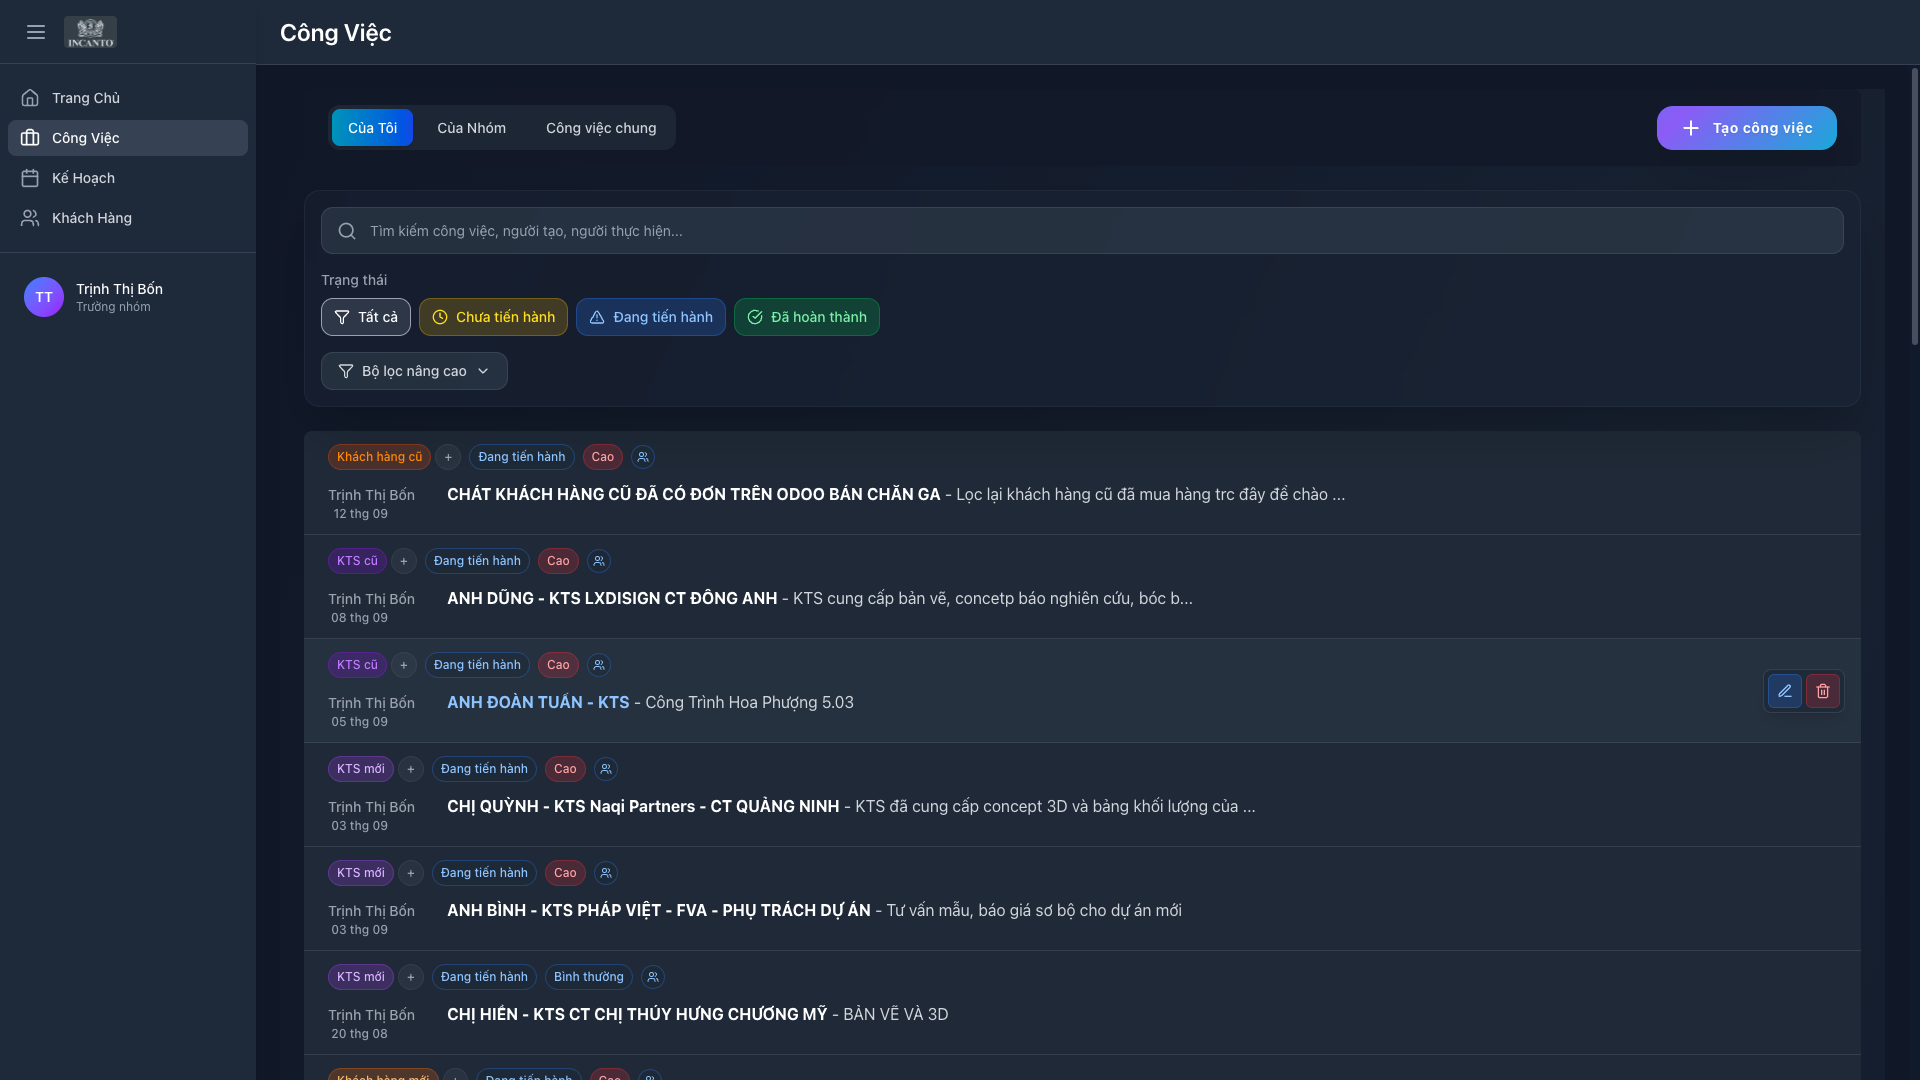 INCANTO
Công Việc
Trang Chủ
Công Việc
Kế Hoạch
Khách Hàng
TT
Trịnh Thị Bốn
Trưởng nhóm
Của Tôi
Của Nhóm
Công việc chung
Tạo công việc
Tìm kiếm công việc, người tạo, người thực hiện...
Trạng thái
Tất cả
Chưa tiến hành
Đang tiến hành
Đã hoàn thành
Bộ lọc nâng cao
Khách hàng cũ + Đang tiến hành Cao
Trịnh Thị Bốn
12 thg 09
CHÁT KHÁCH HÀNG CŨ ĐÃ CÓ ĐƠN TRÊN ODOO BÁN CHĂN GA - Lọc lại khách hàng cũ đã mua hàng trc đây để chào ...
KTS cũ + Đang tiến hành Cao
Trịnh Thị Bốn
08 thg 09
ANH DŨNG - KTS LXDISIGN CT ĐÔNG ANH - KTS cung cấp bản vẽ, concetp báo nghiên cứu, bóc b...
KTS cũ + Đang tiến hành Cao
Trịnh Thị Bốn
05 thg 09
ANH ĐOÀN TUẤN - KTS - Công Trình Hoa Phượng 5.03
KTS mới + Đang tiến hành Cao
Trịnh Thị Bốn
03 thg 09
CHỊ QUỲNH - KTS Naqi Partners - CT QUẢNG NINH - KTS đã cung cấp concept 3D và bảng khối lượng của ...
KTS mới + Đang tiến hành Cao
Trịnh Thị Bốn
03 thg 09
ANH BÌNH - KTS PHÁP VIỆT - FVA - PHỤ TRÁCH DỰ ÁN - Tư vấn mẫu, báo giá sơ bộ cho dự án mới
KTS mới + Đang tiến hành Bình thường
Trịnh Thị Bốn
20 thg 08
CHỊ HIỀN - KTS CT CHỊ THÚY HƯNG CHƯƠNG MỸ - BẢN VẼ VÀ 3D
Khách hàng mới + Đang tiến hành Cao